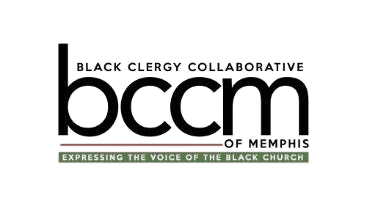 BLACK CLERGY COLLABORATIVE
bccm
OF MEMPHIS
EXPRESSING THE VOICE OF THE BLACK CHURCH